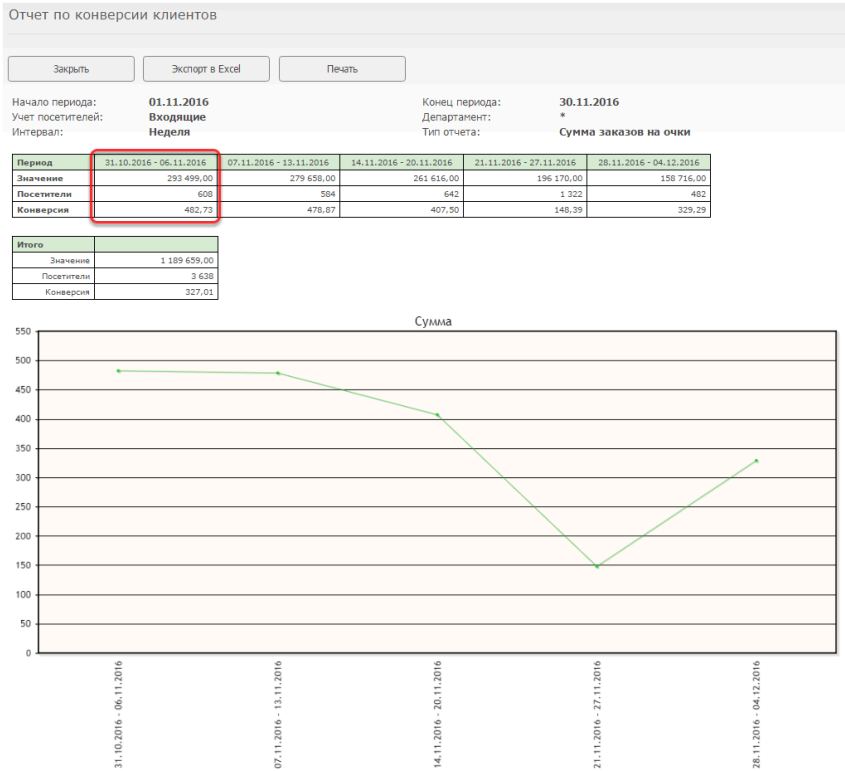 Отчет по конверсии клиентов
Закрыть Экспорт в Excel Печать
Начало периода: 01.11.2016 Конец периода: 30.11.2016
Учет посетителей: Входящие Департамент: *
Интервал: Неделя Тип отчета: Сумма заказов на очки
Период 31.10.2016 - 06.11.2016 07.11.2016 - 13.11.2016 14.11.2016 - 20.11.2016 21.11.2016 - 27.11.2016 28.11.2016 - 04.12.2016
Значение 293 499,00 279 658,00 261 616,00 196 170,00 158 716,00
Посетители 608 584 642 1 322 482
Конверсия 482,73 478,87 407,50 148,39 329,29
Итого
Значение 1 189 659,00
Посетители 3 638
Конверсия 327,01
Сумма
550
500
450
400
350
300
250
200
150
100
50
0
31.10.2016 - 06.11.2016
07.11.2016 - 13.11.2016
14.11.2016 - 20.11.2016
21.11.2016 - 27.11.2016
28.11.2016 - 04.12.2016